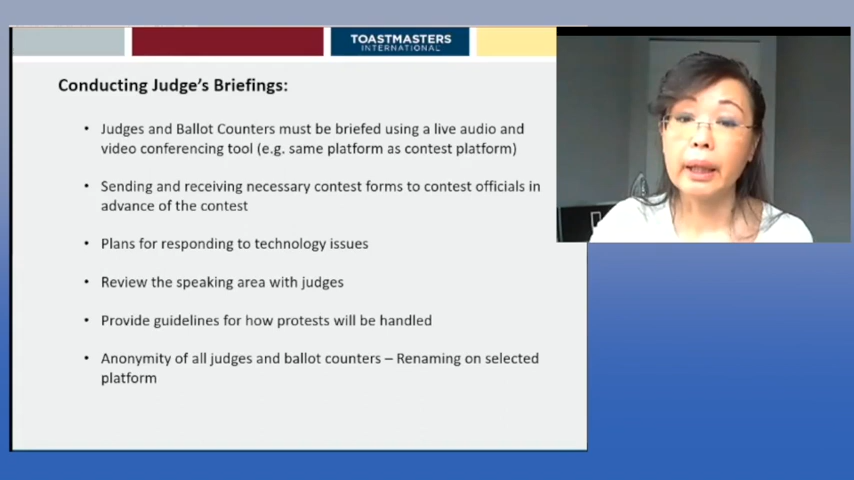 TOASTMASTERS
INTERNATIONAL
Conducting Judge's Briefings:
• Judges and Ballot Counters must be briefed using a live audio and
video conferencing tool (e.g. same platform as contest platform)
• Sending and receiving necessary contest forms to contest officials in
advance of the contest
• Plans for responding to technology issues
• Review the speaking area with judges
• Provide guidelines for how protests will be handled
• Anonymity of all judges and ballot counters – Renaming on selected
platform